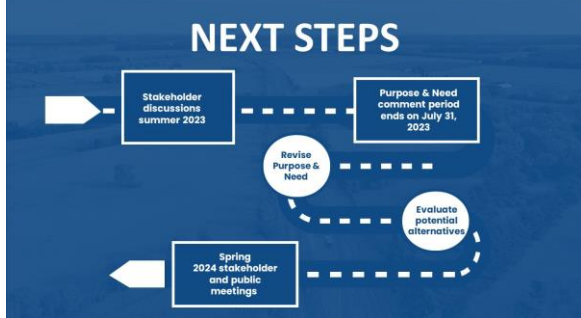 NEXT STEPS
Stakeholder
discussions
summer 2023
Purpose & Need
comment period
ends on July 31,
2023
Revise
Purpose &
Need
Evaluate
potential
alternatives
Spring
2024 stakeholder
and public
meetings